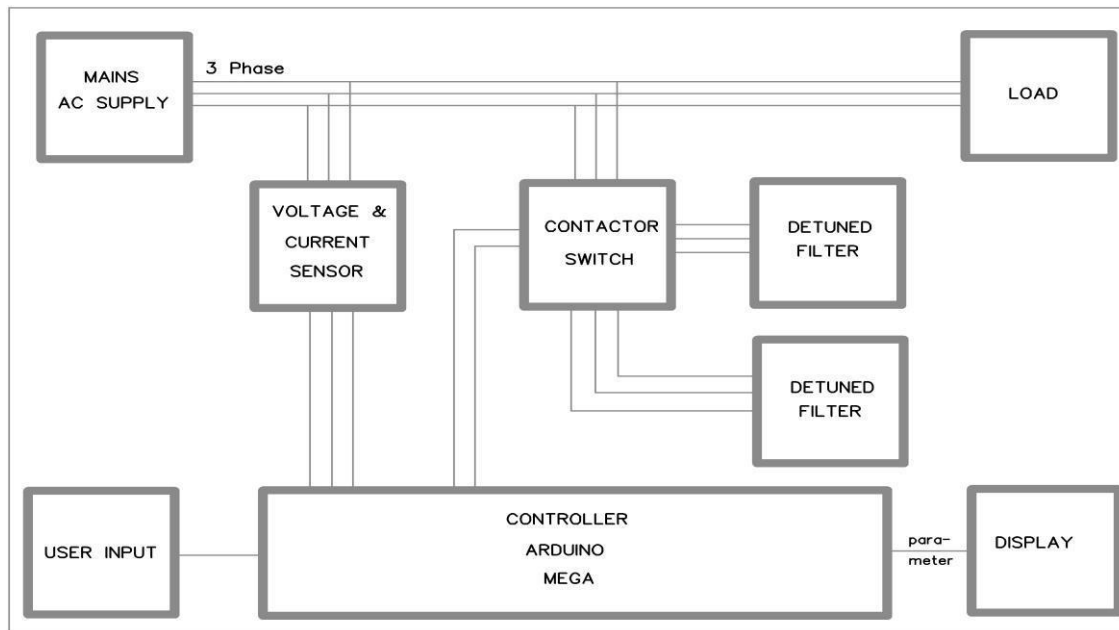 MAINS
AC SUPPLY
3 Phase
LOAD
VOLTAGE &
CURRENT
SENSOR
CONTACTOR
SWITCH
DETUNED
FILTER
DETUNED
FILTER
USER INPUT
CONTROLLER
ARDUINO
MEGA
para-
meter
DISPLAY